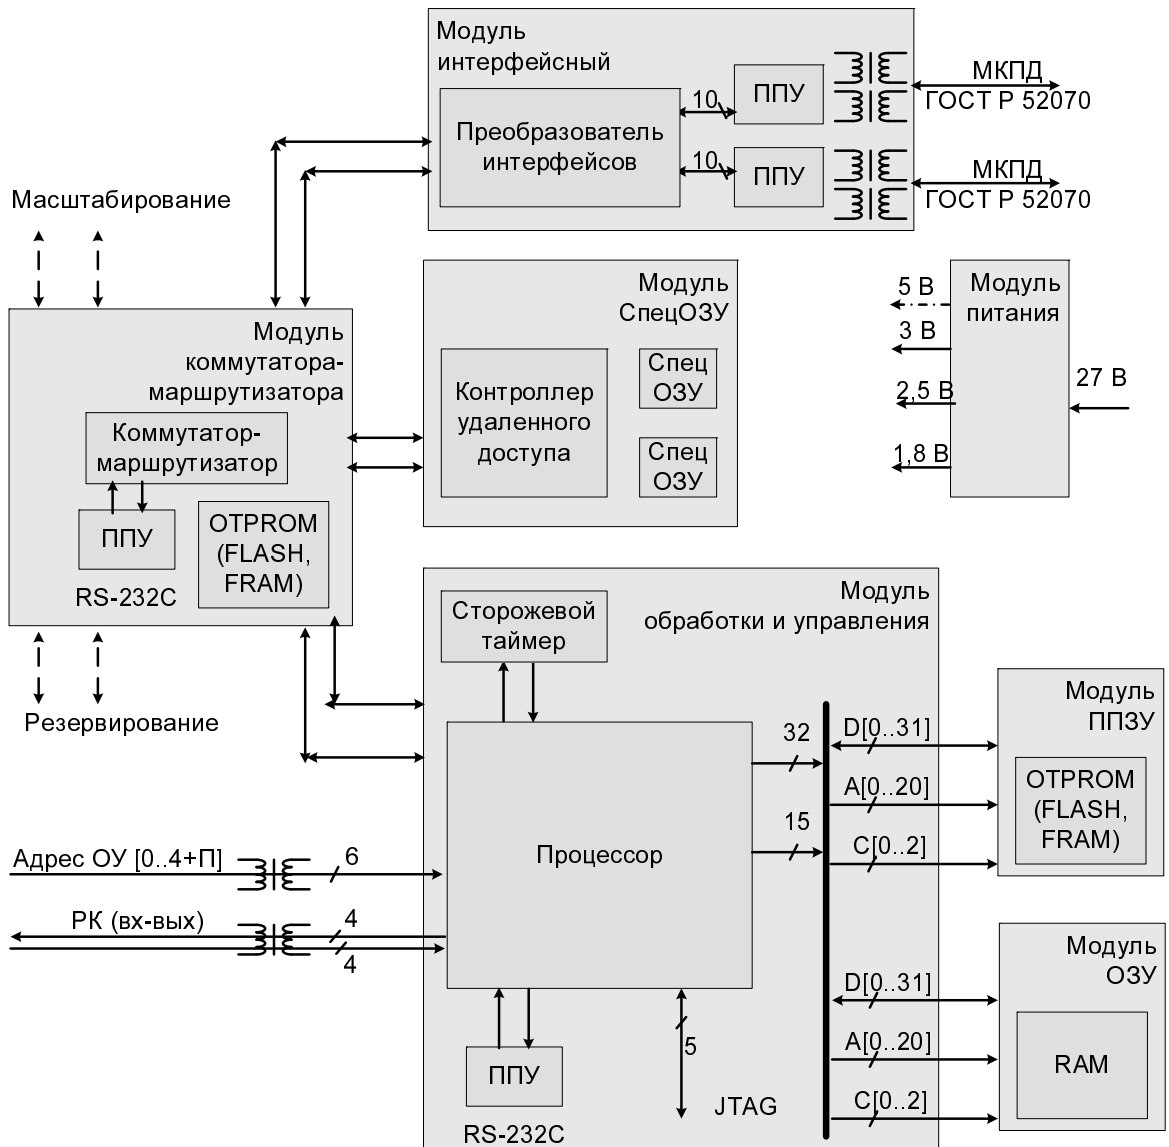 Модуль
интерфейсный
Преобразователь
интерфейсов
10
ППУ
МКПД
ГОСТ Р 52070
10
ППУ
МКПД
ГОСТ Р 52070
Масштабирование
Модуль
коммутатора-
маршрутизатора
Коммутатор-
маршрутизатор
ППУ
RS-232C
OTPROM
(FLASH,
FRAM)
Резервирование
Модуль
СпецОЗУ
Контроллер
удаленного
доступа
Спец
ОЗУ
Спец
ОЗУ
Модуль
питания
5 В
3 В
2,5 В
1,8 В
27 В
Модуль
обработки и управления
Сторожевой
таймер
Процессор
32
15
Адрес ОУ [0..4+П]
6
РК (вх-вых)
4
4
ППУ
RS-232C
5
JTAG
D[0..31]
A[0..20]
C[0..2]
Модуль
ППЗУ
OTPROM
(FLASH,
FRAM)
D[0..31]
A[0..20]
C[0..2]
Модуль
ОЗУ
RAM